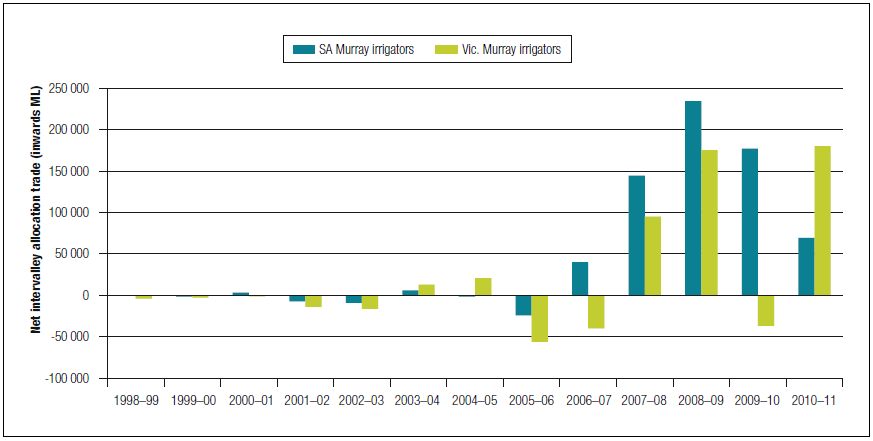 SA Murray irrigators Vic. Murray irrigators
Net intervalley allocation trade (inwards ML)
250 000
200 000
150 000
100 000
50 000
0
-50 000
-100 000
1998–99 1999–00 2000–01 2001–02 2002–03 2003–04 2004–05 2005–06 2006–07 2007–08 2008–09 2009–10 2010–11